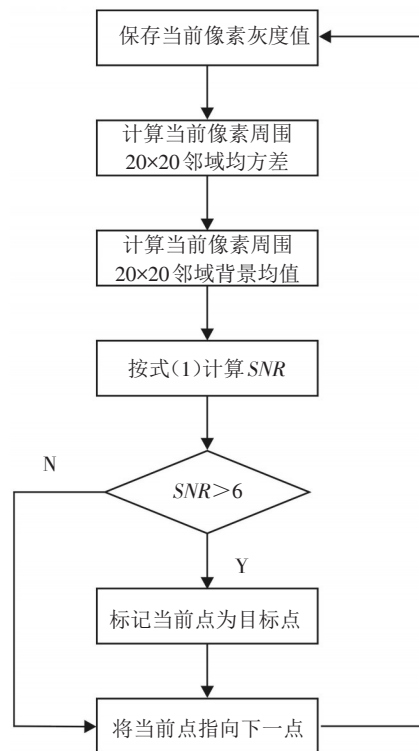 保存当前像素灰度值
计算当前像素周围
20×20邻域均方差
计算当前像素周围
20×20邻域背景均值
按式(1)计算SNR
N
SNR>6
Y
标记当前点为目标点
将当前点指向下一点